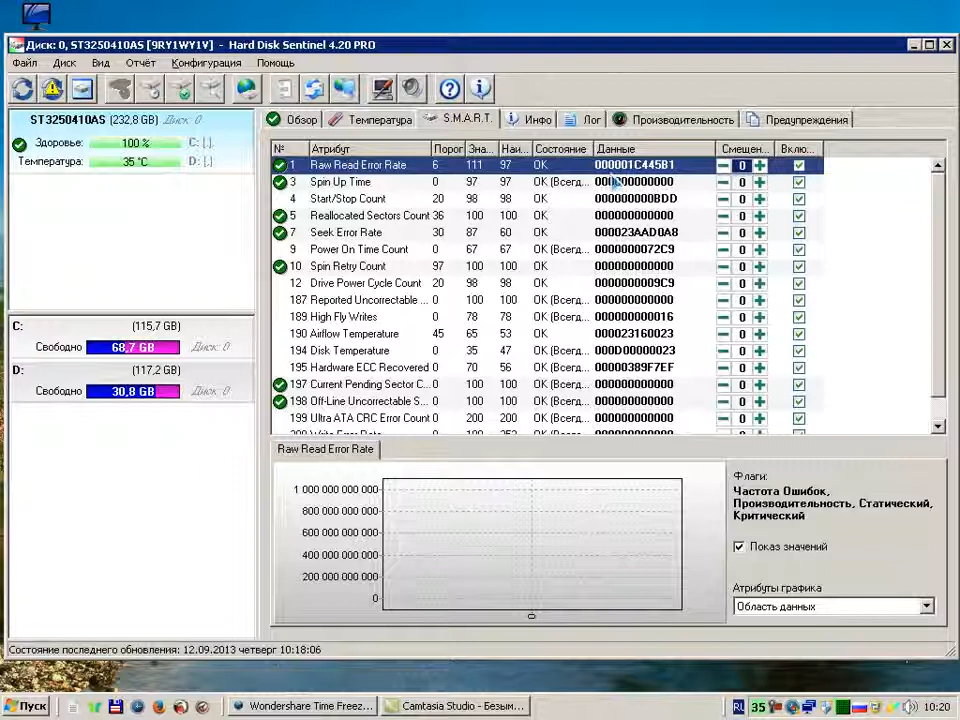 Диск: 0, ST3250410AS [9RY1WY1V] - Hard Disk Sentinel 4.20 PRO
Файл Диск Вид Отчёт Конфигурация Помощь
ST3250410AS (232,8 GB) Диск: 0
Здоровье: 100 % C: [,]
Температура: 35 °C D: [,]
C: (115,7 GB)
Свободно 68,7 GB Диск: 0
D: (117,2 GB)
Свободно 30,8 GB Диск: 0
Обзор Температура S.M.A.R.T. Инфо Лог Производительность Предупреждения
№ Атрибут Порог Зна... Наи... Состояние Данные Смещен... Вклю...
1 Raw Read Error Rate 6 111 97 OK 000001C445B1 0
3 Spin Up Time 0 97 97 OK (Всегд... 000000000000 0
4 Start/Stop Count 20 98 98 OK 000000000BDD 0
5 Reallocated Sectors Count 36 100 100 OK 000000000000 0
7 Seek Error Rate 30 87 60 OK 000023AAD0A8 0
9 Power On Time Count 0 67 67 OK (Всегд... 0000000072C9 0
10 Spin Retry Count 97 100 100 OK 000000000000 0
12 Drive Power Cycle Count 20 98 98 OK 0000000009C9 0
187 Reported Uncorrectable ... 0 100 100 OK (Всегд... 000000000000 0
189 High Fly Writes 0 78 78 OK (Всегд... 000000000016 0
190 Airflow Temperature 45 65 53 OK 000023160023 0
194 Disk Temperature 0 35 47 OK (Всегд... 000D00000023 0
195 Hardware ECC Recovered 0 70 56 OK (Всегд... 00000389F7EF 0
197 Current Pending Sector C... 0 100 100 OK (Всегд... 000000000000 0
198 Off-Line Uncorrectable S... 0 100 100 OK (Всегд... 000000000000 0
199 Ultra ATA CRC Error Count 0 200 200 OK (Всегд... 000000000000 0
Raw Read Error Rate
1 000 000 000 000
800 000 000 000
600 000 000 000
400 000 000 000
200 000 000 000
0
0
Флаги:
Частота Ошибок,
Производительность, Статический,
Критический
Показ значений
Атрибуты графика
Область данных
Состояние последнего обновления: 12.09.2013 четверг 10:18:06
Пуск Wondershare Time Freez... Camtasia Studio - Безым... RL 35 10:20